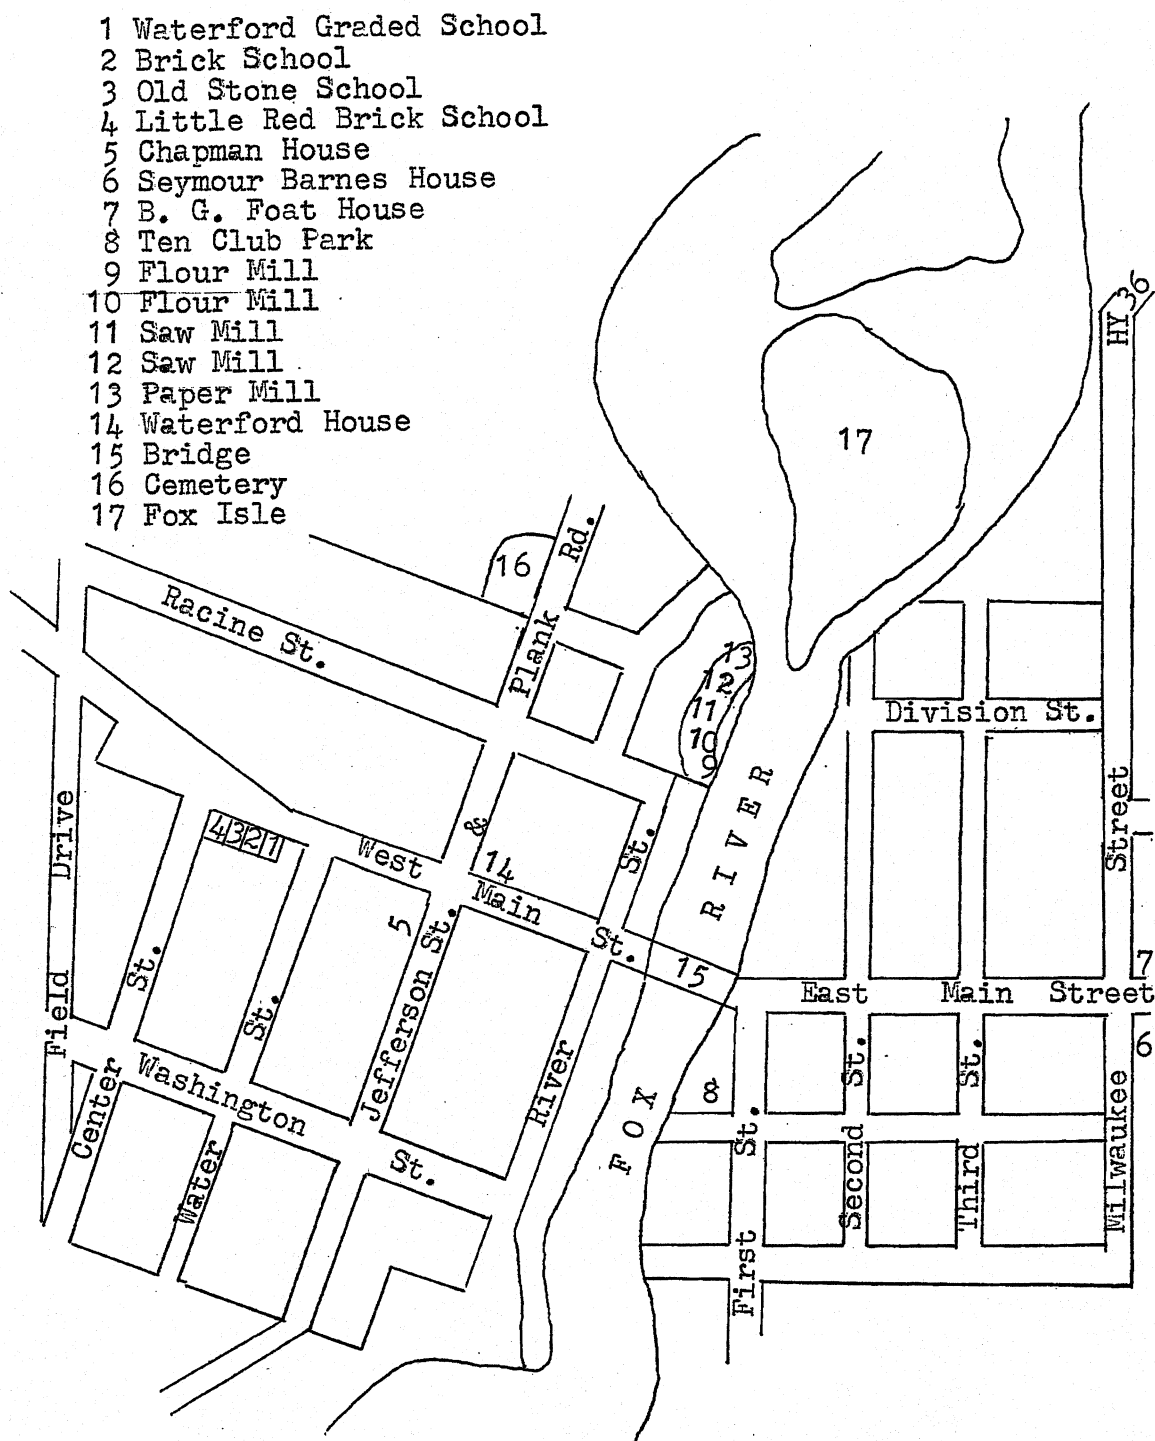 1 Waterford Graded School
2 Brick School
3 Old Stone School
4 Little Red Brick School
5 Chapman House
6 Seymour Barnes House
7 B. G. Foat House
8 Ten Club Park
9 Flour Mill
10 Flour Mill
11 Saw Mill
12 Saw Mill
13 Paper Mill
14 Waterford House
15 Bridge
16 Cemetery
17 Fox Isle
HY 36
17
16
Plank Rd.
Racine St.
13
12
11
10
9
Division St.
Field Drive
4 3 2 1
&
14
West Main St.
River St.
FOX RIVER
5
Jefferson St.
15
East Main Street
7
6
Milwaukee Street
8
Center St.
Water St.
Washington St.
First St.
Second St.
Third St.